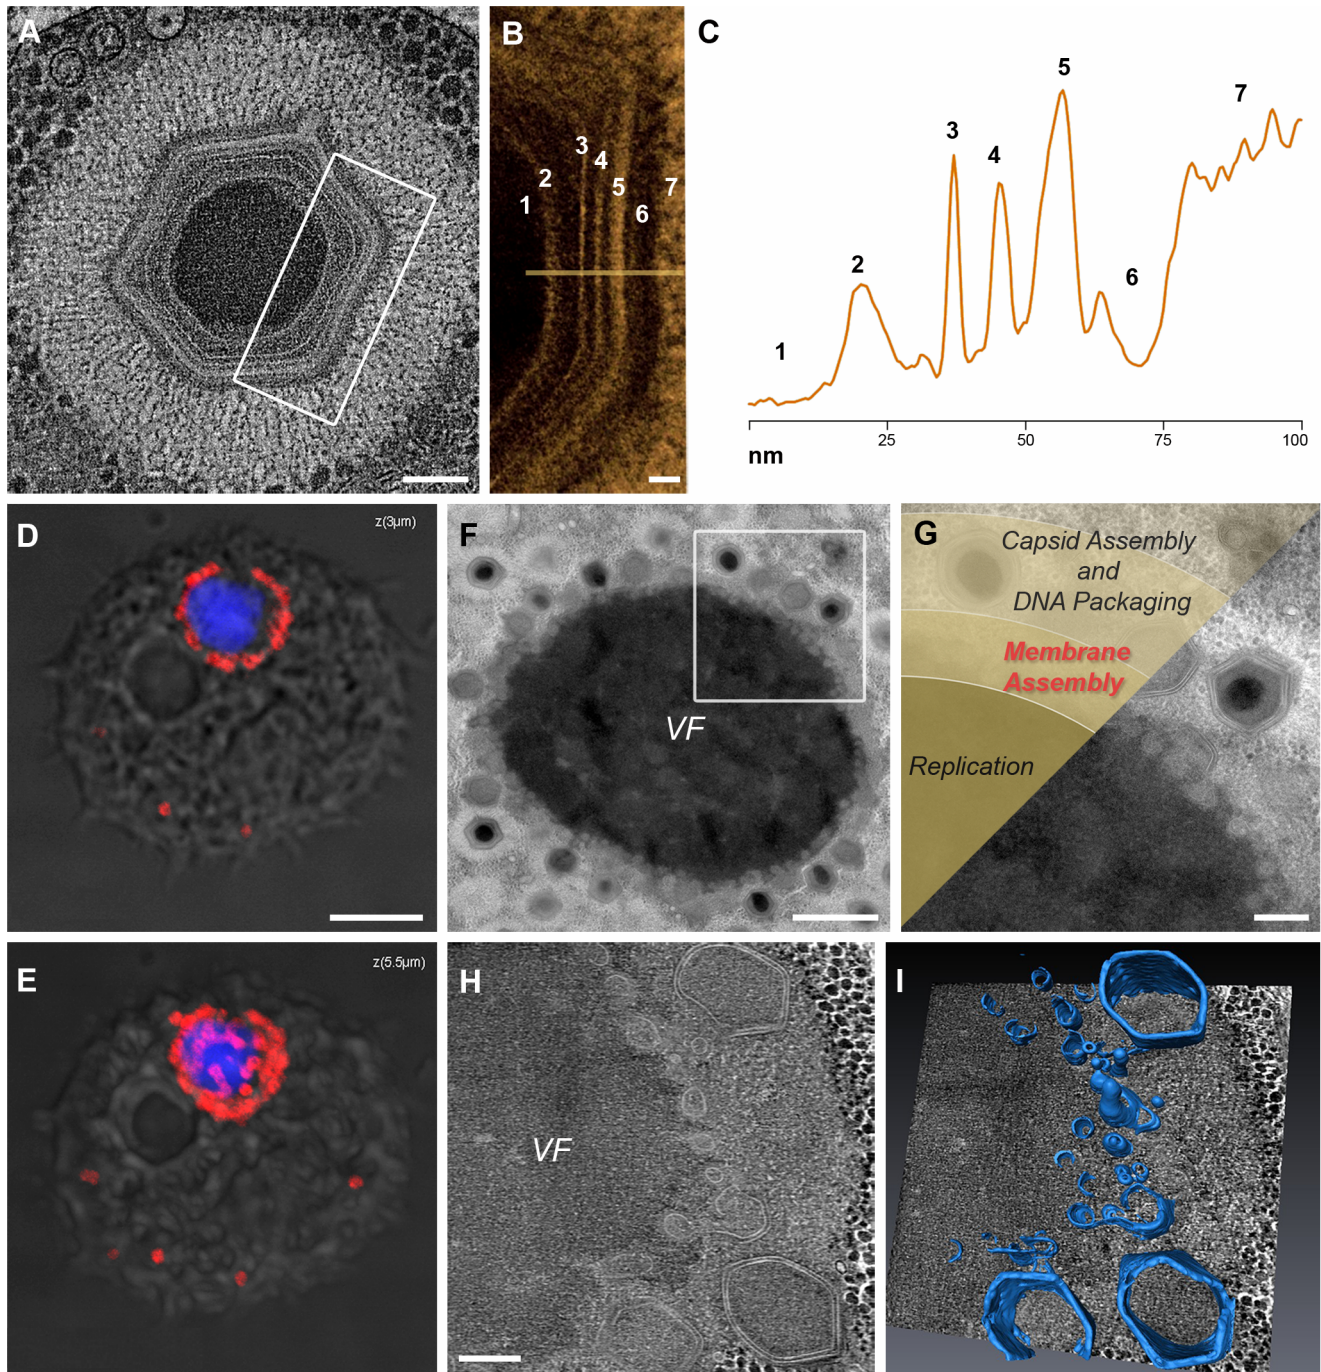 A
B
C
1
2
3
4
5
6
7
1
2
3
4
5
6
7
25
50
75
100
nm
D
z(3μm)
F
VF
G
Capsid Assembly
and
DNA Packaging
Membrane
Assembly
Replication
E
z(5.5μm)
H
VF
I